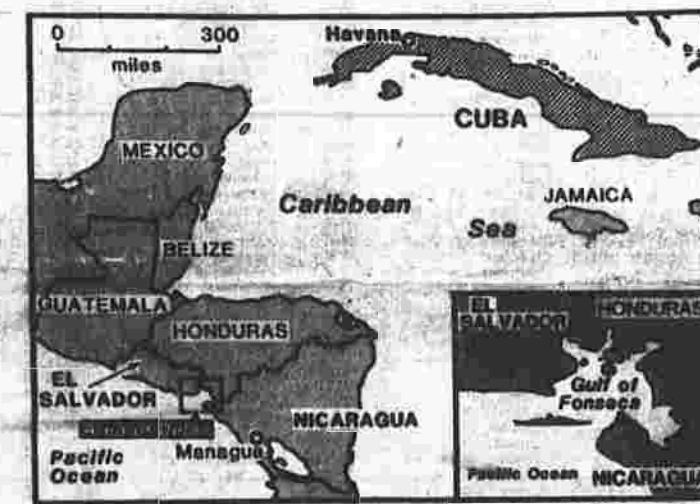 0 300
miles
Havana
CUBA
MEXICO
Caribbean
Sea
JAMAICA
BELIZE
GUATEMALA
HONDURAS
EL
SALVADOR
NICARAGUA
Managua
Pacific
Ocean
EL
SALVADOR
HONDURAS
Gulf of
Fonseca
Pacific Ocean
NICARAGUA